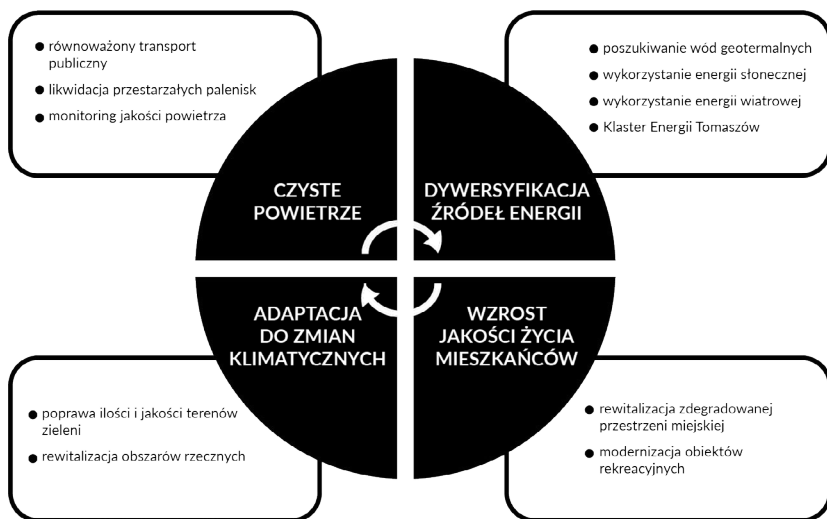 równoważony transport
publiczny
likwidacja przestarzałych palenisk
monitoring jakości powietrza
poszukiwanie wód geotermalnych
wykorzystanie energii słonecznej
wykorzystanie energii wiatrowej
Klaster Energii Tomaszów
CZYSTE
POWIETRZE
DYWERSYFIKACJA
ŹRÓDEŁ ENERGII
ADAPTACJA
DO ZMIAN
KLIMATYCZNYCH
WZROST
JAKOŚCI ŻYCIA
MIESZKAŃCÓW
poprawa ilości i jakości terenów
zieleni
rewitalizacja obszarów rzecznych
rewitalizacja zdegradowanej
przestrzeni miejskiej
modernizacja obiektów
rekreacyjnych